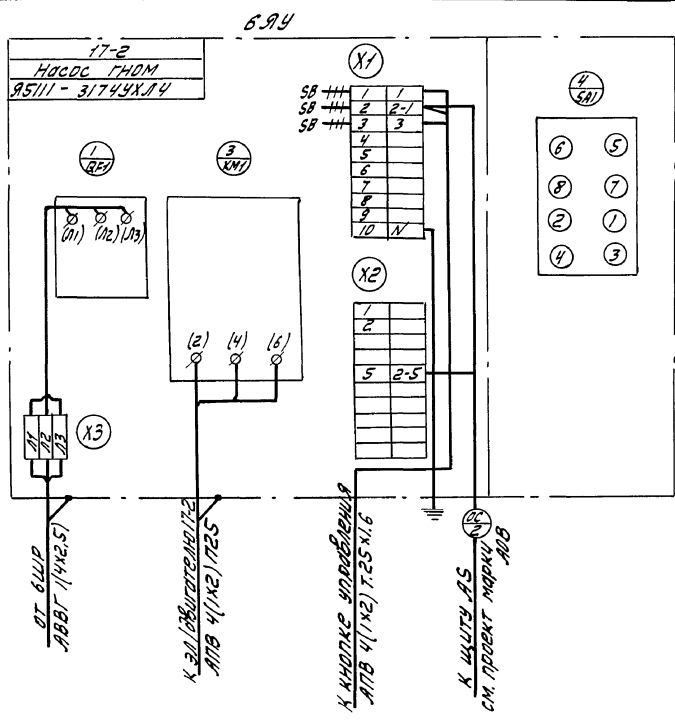 6ЯУ
17-2
Насос ГНОМ
Я5111-3174УХЛ4
X1
SB 1 1
SB 2 2-1
SB 3 3
4
5
6
7
8
9
10 N
4
SA1
6 5
8 7
2 1
4 3
1
QF1
3
KM1
(Л1) (Л2) (Л3)
X2
1
2
5 2-5
(2) (4) (6)
Л1 Л2 Л3
X3
ОС
2
от 6ШР
АВВГ 1(4х2,5)
К эл/двигателю 17-2
АПВ 4(1х2) П25
К кнопке управления
АПВ 4(1х2) Т.25х1.6
К щиту AS
см. проект марки АОВ